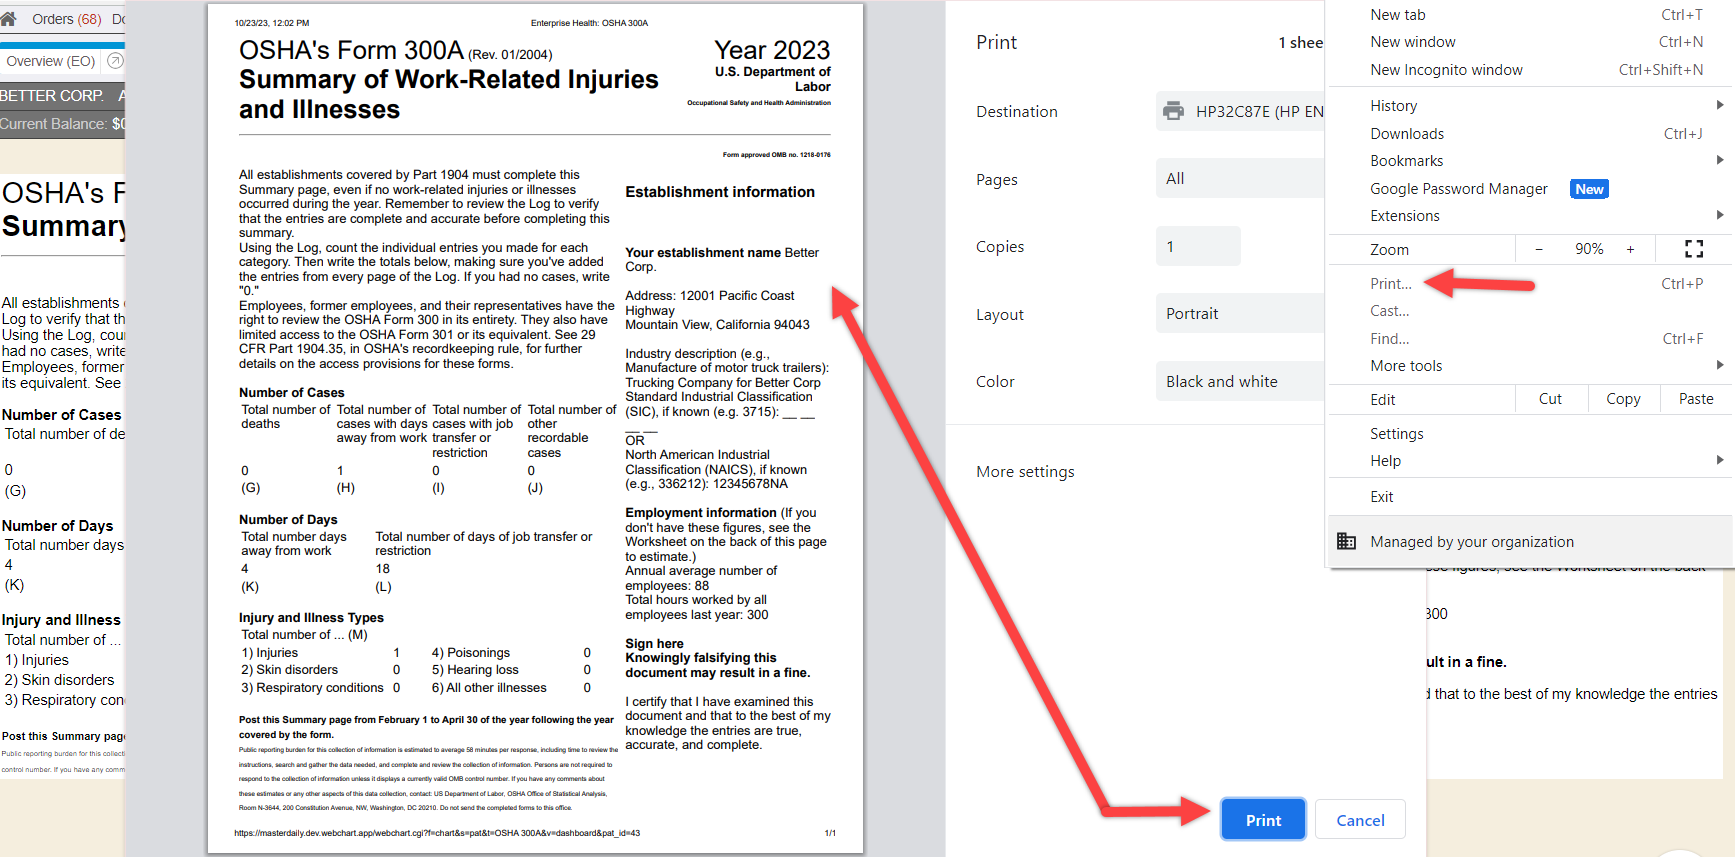 Orders (68) Do
Overview (EO)
BETTER CORP. A
Current Balance: $0
OSHA's F
Summary
All establishments
Log to verify that th
Using the Log, cour
had no cases, write
Employees, former
its equivalent. See
Number of Cases
Total number of de
0
(G)
Number of Days
Total number days
4
(K)
Injury and Illness
Total number of ...
1) Injuries
2) Skin disorders
3) Respiratory con
Post this Summary page
Public reporting burden for this collecti
control number. If you have any comm
10/23/23, 12:02 PM
Enterprise Health: OSHA 300A
OSHA's Form 300A (Rev. 01/2004)
Summary of Work-Related Injuries
and Illnesses
Year 2023
U.S. Department of
Labor
Occupational Safety and Health Administration
Form approved OMB no. 1218-0176
All establishments covered by Part 1904 must complete this
Summary page, even if no work-related injuries or illnesses
occurred during the year. Remember to review the Log to verify
that the entries are complete and accurate before completing this
summary.
Using the Log, count the individual entries you made for each
category. Then write the totals below, making sure you've added
the entries from every page of the Log. If you had no cases, write
"0."
Employees, former employees, and their representatives have the
right to review the OSHA Form 300 in its entirety. They also have
limited access to the OSHA Form 301 or its equivalent. See 29
CFR Part 1904.35, in OSHA's recordkeeping rule, for further
details on the access provisions for these forms.
Number of Cases
Total number of deaths
Total number of cases with days away from work
Total number of cases with job transfer or restriction
Total number of other recordable cases
0 1 0 0
(G) (H) (I) (J)
Number of Days
Total number days away from work
Total number of days of job transfer or restriction
4 18
(K) (L)
Injury and Illness Types
Total number of ... (M)
1) Injuries 1 4) Poisonings 0
2) Skin disorders 0 5) Hearing loss 0
3) Respiratory conditions 0 6) All other illnesses 0
Post this Summary page from February 1 to April 30 of the year following the year
covered by the form.
Public reporting burden for this collection of information is estimated to average 58 minutes per response, including time to review the
instructions, search and gather the data needed, and complete and review the collection of information. Persons are not required to
respond to the collection of information unless it displays a currently valid OMB control number. If you have any comments about
these estimates or any other aspects of this data collection, contact: US Department of Labor, OSHA Office of Statistical Analysis,
Room N-3644, 200 Constitution Avenue, NW, Washington, DC 20210. Do not send the completed forms to this office.
Establishment information
Your establishment name Better
Corp.
Address: 12001 Pacific Coast
Highway
Mountain View, California 94043
Industry description (e.g.,
Manufacture of motor truck trailers):
Trucking Company for Better Corp
Standard Industrial Classification
(SIC), if known (e.g. 3715): __ __
__ __
OR
North American Industrial
Classification (NAICS), if known
(e.g., 336212): 12345678NA
Employment information (If you
don't have these figures, see the
Worksheet on the back of this page
to estimate.)
Annual average number of
employees: 88
Total hours worked by all
employees last year: 300
Sign here
Knowingly falsifying this
document may result in a fine.
I certify that I have examined this
document and that to the best of my
knowledge the entries are true,
accurate, and complete.
https://masterdaily.dev.webchart.app/webchart.cgi?f=chart&s=pat&t=OSHA 300A&v=dashboard&pat_id=43
1/1
Print
1 shee
Destination HP32C87E (HP EN
Pages All
Copies 1
Layout Portrait
Color Black and white
More settings
Print Cancel
New tab Ctrl+T
New window Ctrl+N
New Incognito window Ctrl+Shift+N
History
Downloads Ctrl+J
Bookmarks
Google Password Manager New
Extensions
Zoom − 90% +
Print... Ctrl+P
Cast...
Find... Ctrl+F
More tools
Edit Cut Copy Paste
Settings
Help
Exit
Managed by your organization
300
ult in a fine.
d that to the best of my knowledge the entries